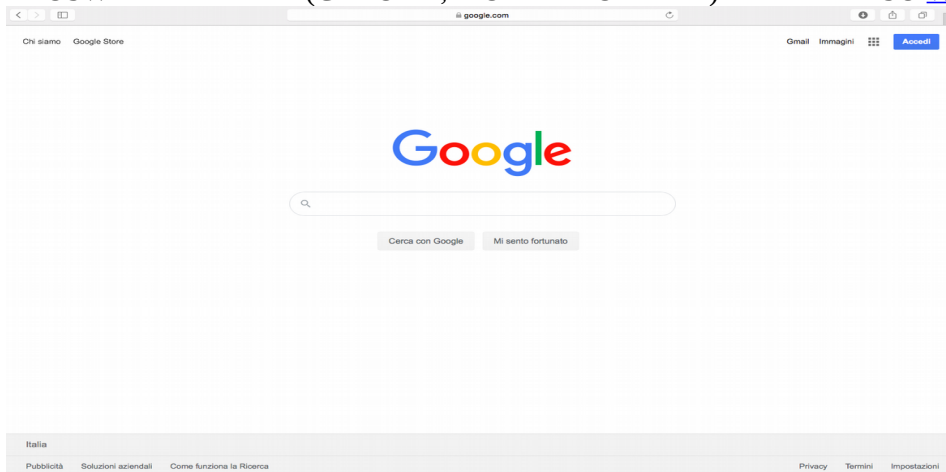 google.com
Chi siamo Google Store Gmail Immagini Accedi
Google
Cerca con Google Mi sento fortunato
Italia
Pubblicità Soluzioni aziendali Come funziona la Ricerca Privacy Termini Impostazioni